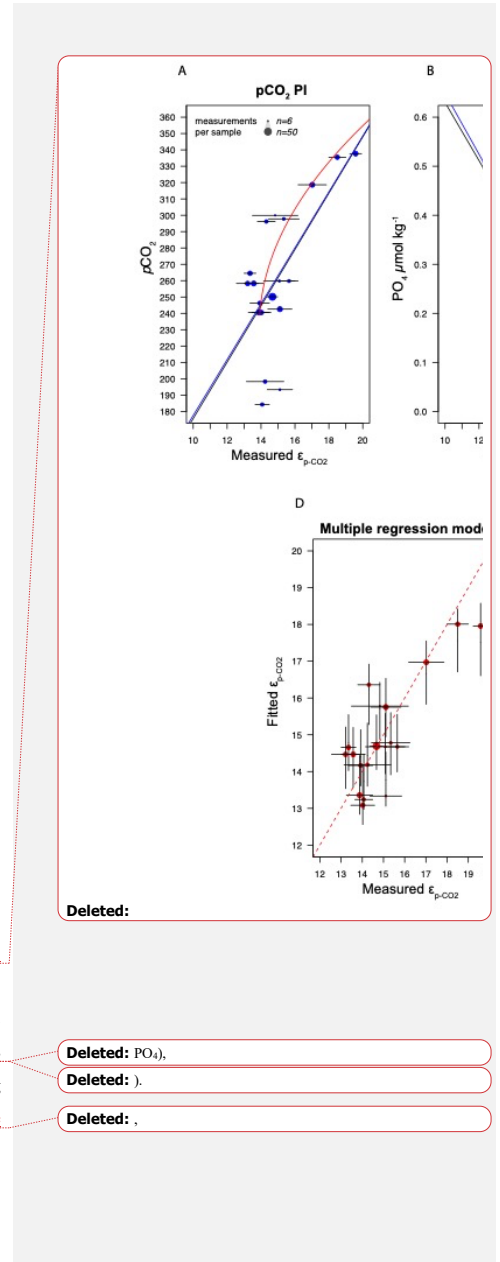 A
B
pCO₂ PI
measurements n=6
per sample n=50
360
350
340
330
320
310
300
290
280
270
260
250
240
230
220
210
200
190
180
pCO₂
10 12 14 16 18 20
Measured εp-CO2
0.6
0.5
0.4
0.3
0.2
0.1
0.0
PO₄ µmol kg⁻¹
10 12
D
Multiple regression mode
20
19
18
17
16
15
14
13
12
Fitted εp-CO2
12 13 14 15 16 17 18 19
Measured εp-CO2
Deleted:
Deleted: PO₄),
Deleted: ).
Deleted: ,